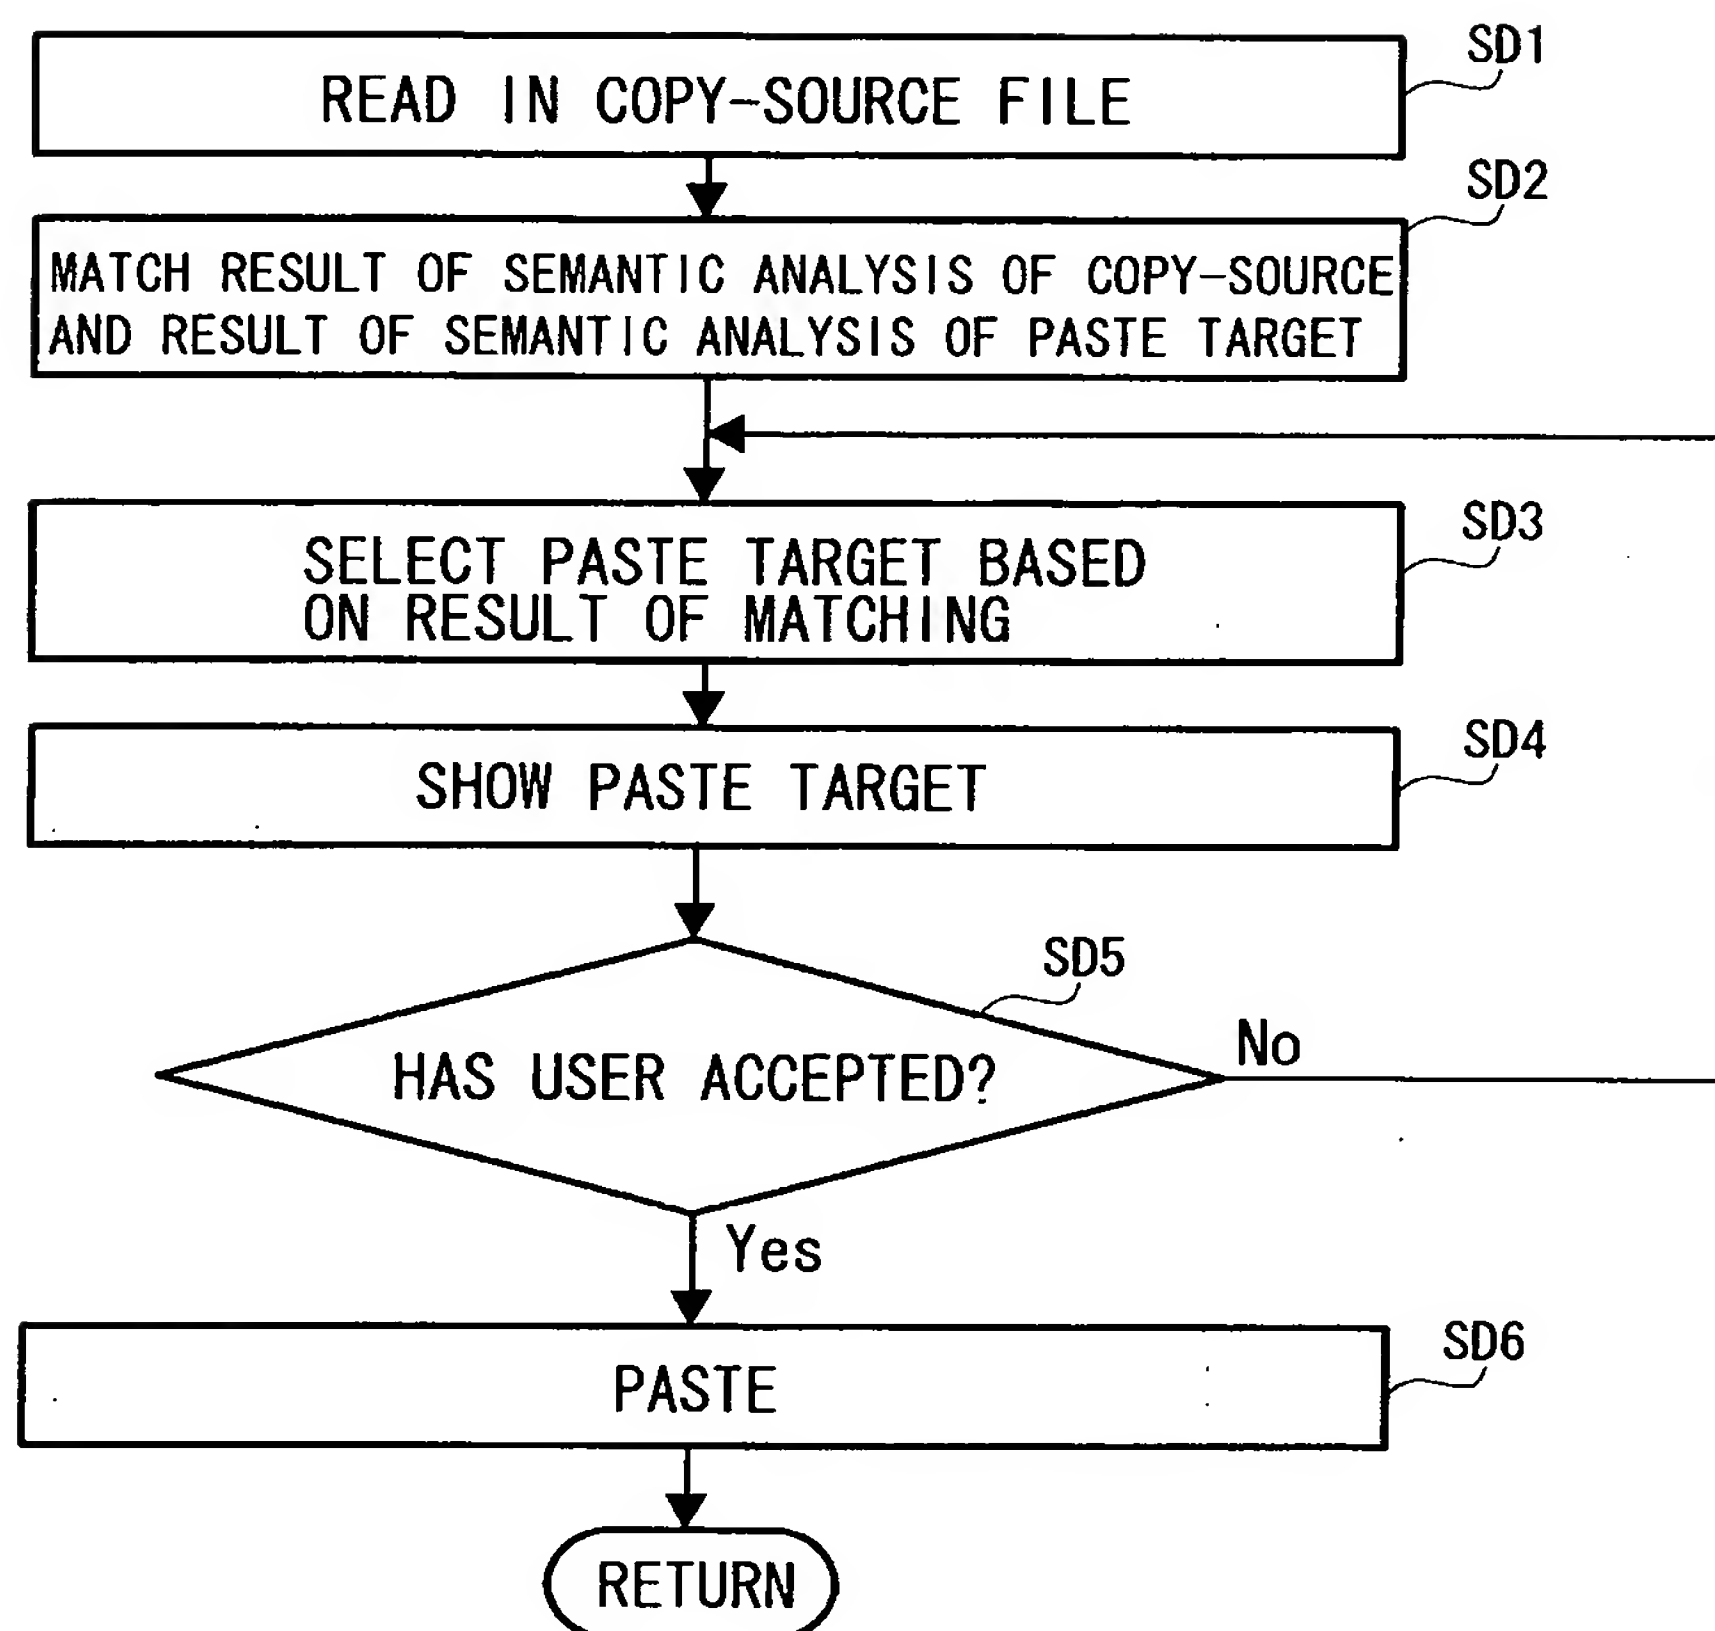 SD1
READ IN COPY-SOURCE FILE
SD2
MATCH RESULT OF SEMANTIC ANALYSIS OF COPY-SOURCE
AND RESULT OF SEMANTIC ANALYSIS OF PASTE TARGET
SD3
SELECT PASTE TARGET BASED
ON RESULT OF MATCHING
SD4
SHOW PASTE TARGET
SD5
HAS USER ACCEPTED?
No
Yes
SD6
PASTE
RETURN